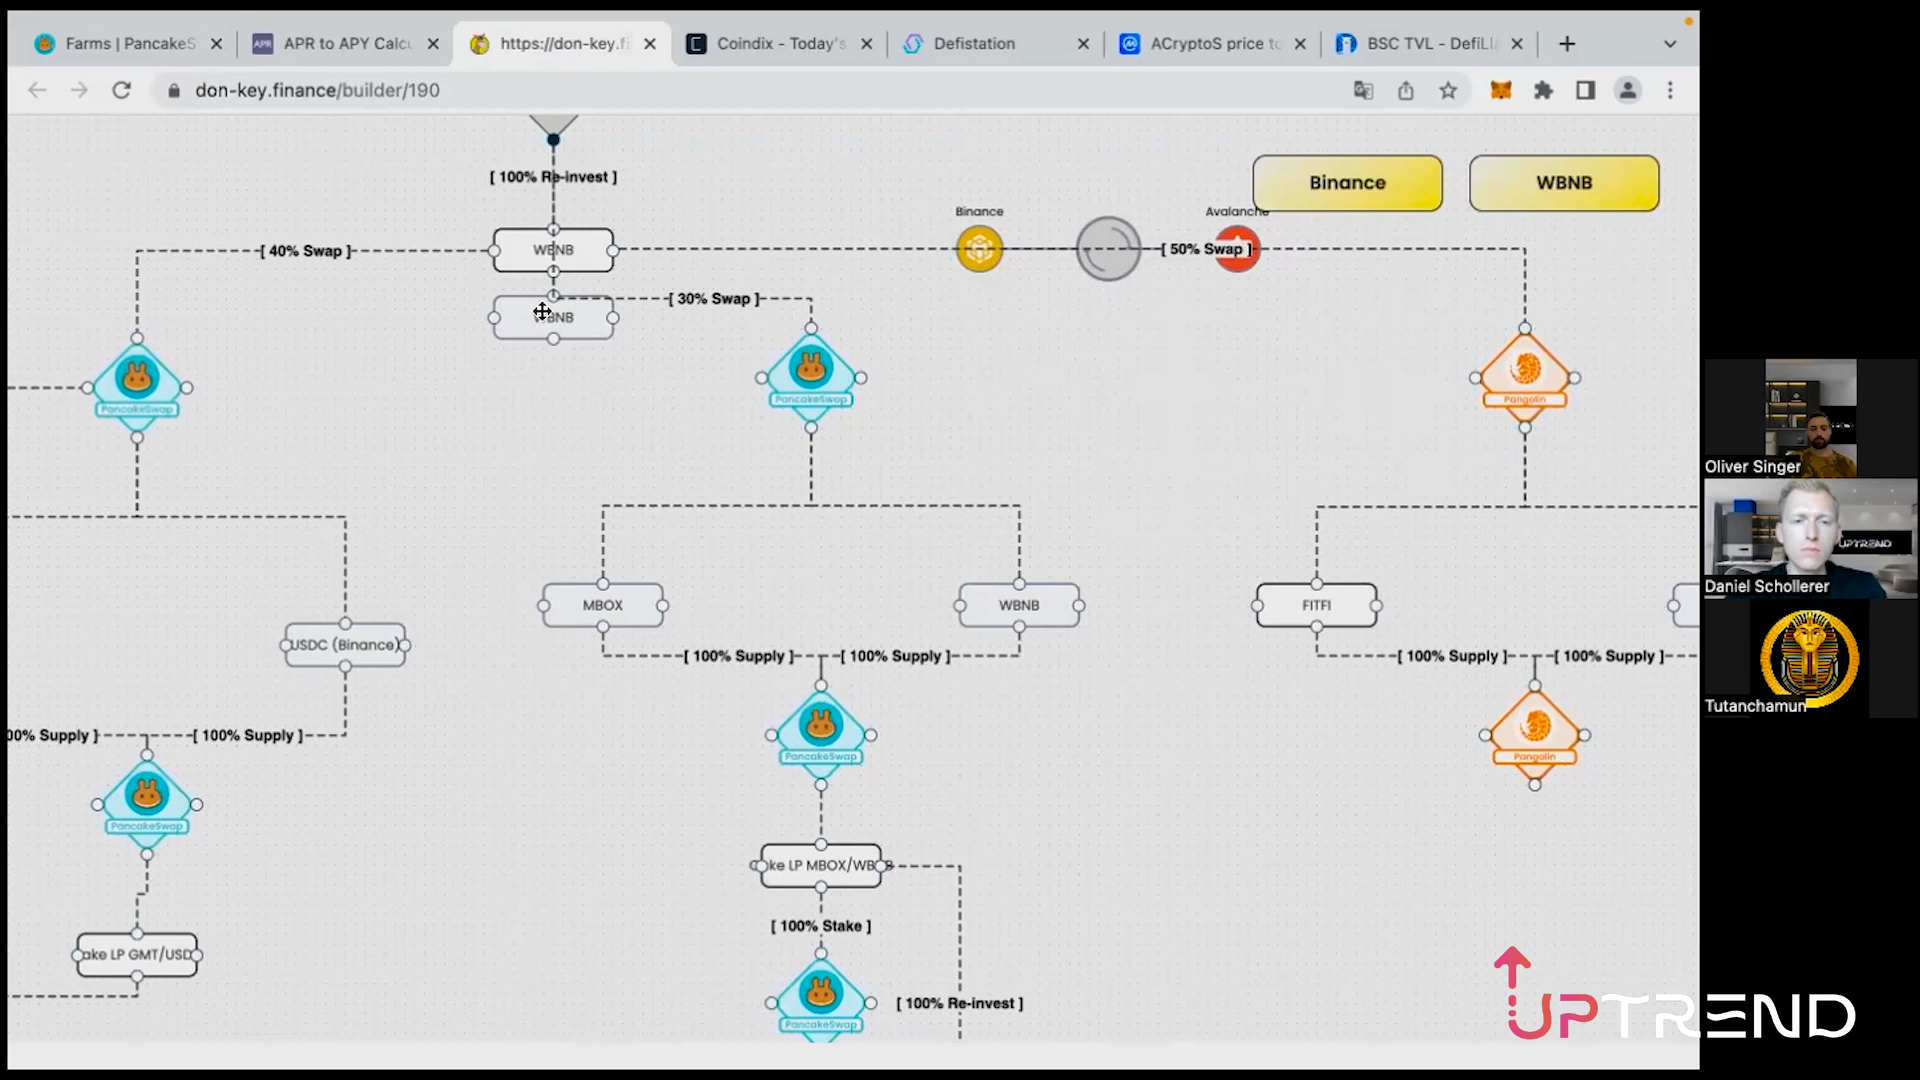 Farms | PancakeS
APR to APY Calcu
https://don-key.fi
Coindix - Today's
Defistation
ACryptoS price to
BSC TVL - DefiLl
don-key.finance/builder/190
[ 100% Re-invest ]
Binance
WBNB
Binance
Avalanche
[ 40% Swap ]
WBNB
[ 50% Swap ]
[ 30% Swap ]
WBNB
PancakeSwap
PancakeSwap
Pangolin
MBOX
WBNB
FITFI
USDC (Binance)
[ 100% Supply ]
[ 100% Supply ]
[ 100% Supply ]
[ 100% Supply ]
00% Supply ]
[ 100% Supply ]
PancakeSwap
Pangolin
PancakeSwap
ke LP MBOX/WB
[ 100% Stake ]
ake LP GMT/USD
[ 100% Re-invest ]
PancakeSwap
Oliver Singer
UPTREND
Daniel Schollerer
Tutanchamun
UPTREND